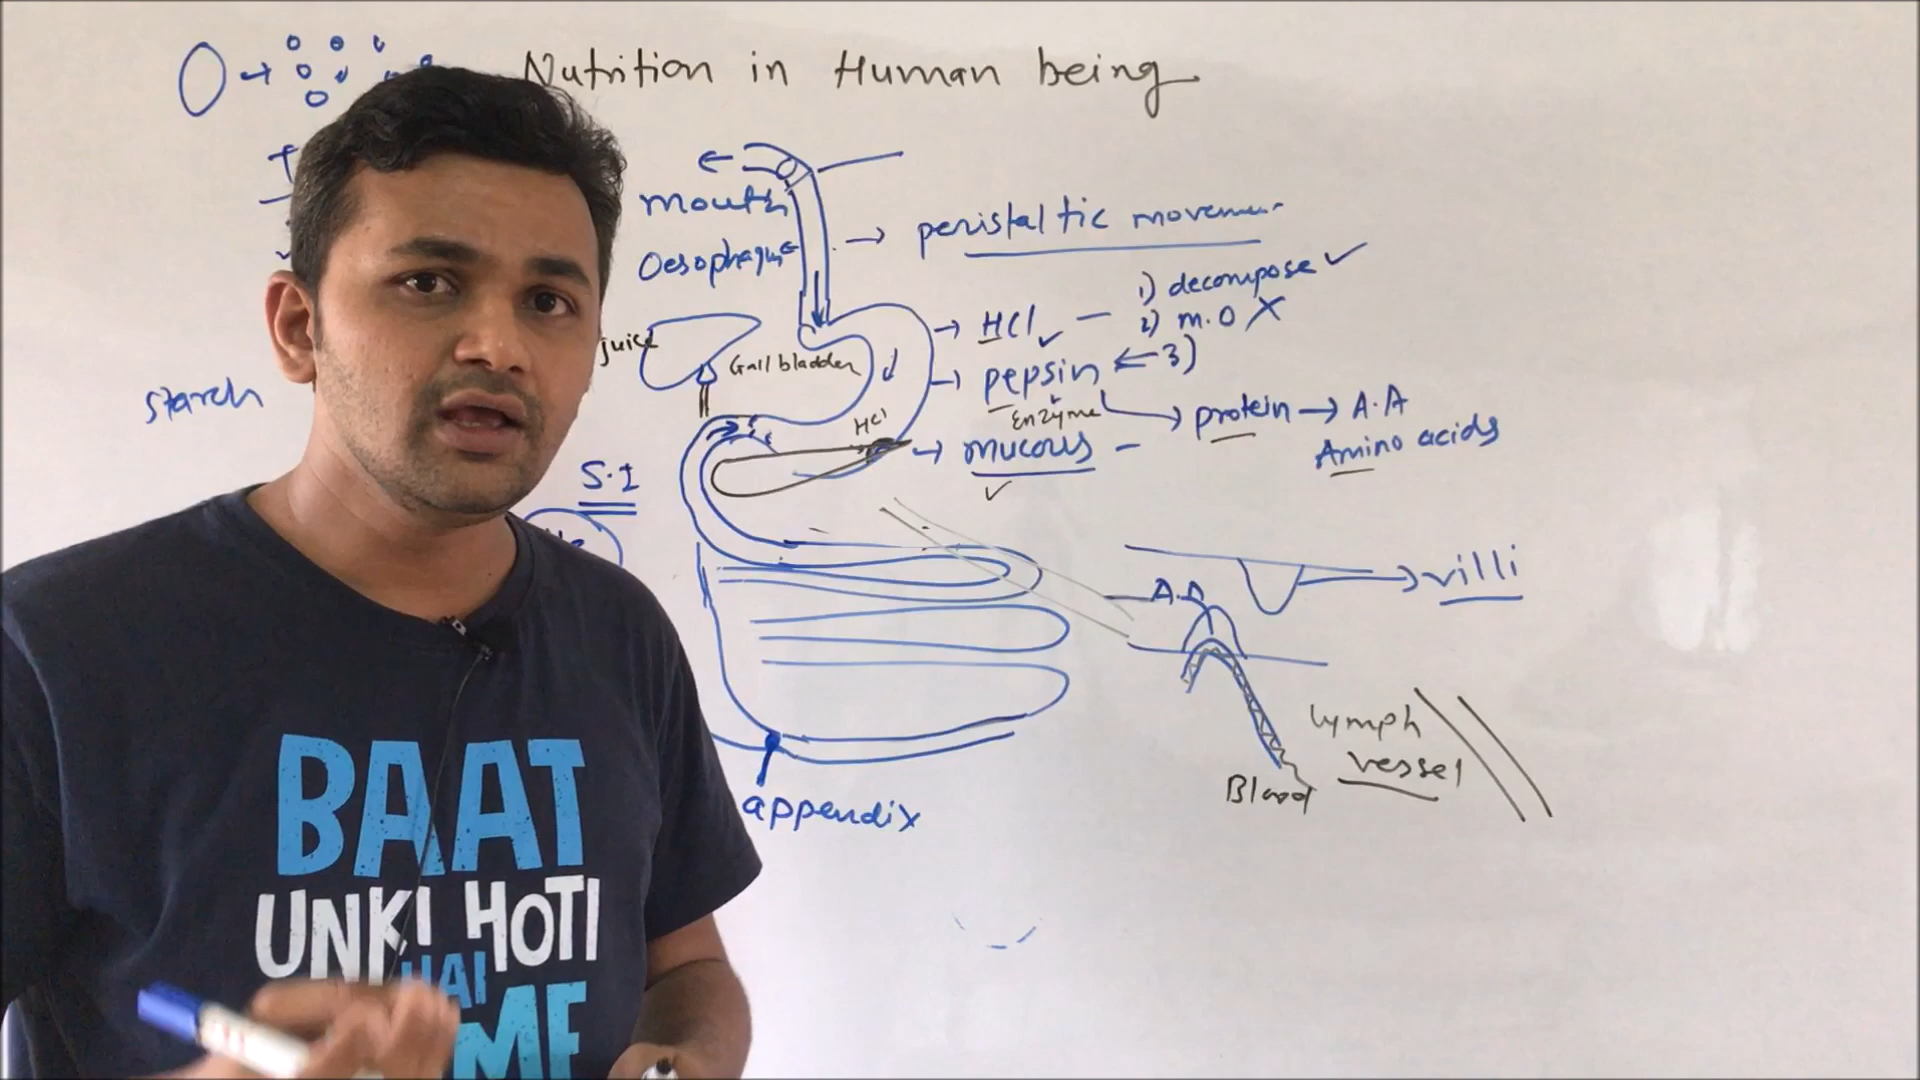 Nutrition in Human being
mouth
Oesophagus
peristaltic movement
HCl
1) decompose
2) m.o X
pepsin
3)
Enzyme
protein → A.A
Amino acids
mucous
juice
Gall bladder
HCl
starch
S.I
villi
A.A
lymph
vessel
Blood
appendix
BAAT
UNKI HOTI
HAI
ME